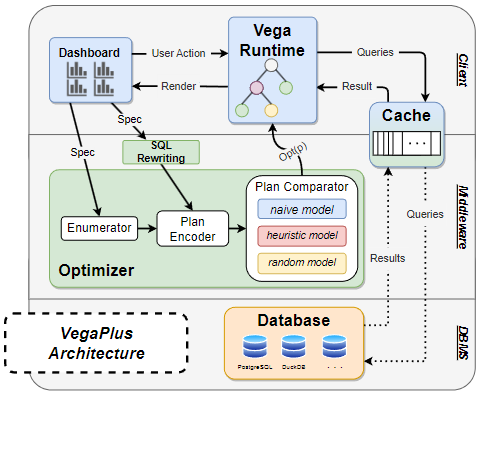 Dashboard
User Action
Render
Vega
Runtime
Queries
Result
Client
Cache
Spec
Spec
SQL
Rewriting
Opt(p)
Plan Comparator
naive model
heuristic model
random model
Enumerator
Plan
Encoder
Optimizer
Queries
Results
Middleware
VegaPlus
Architecture
Database
PostgreSQL
DuckDB
. . .
DBMS